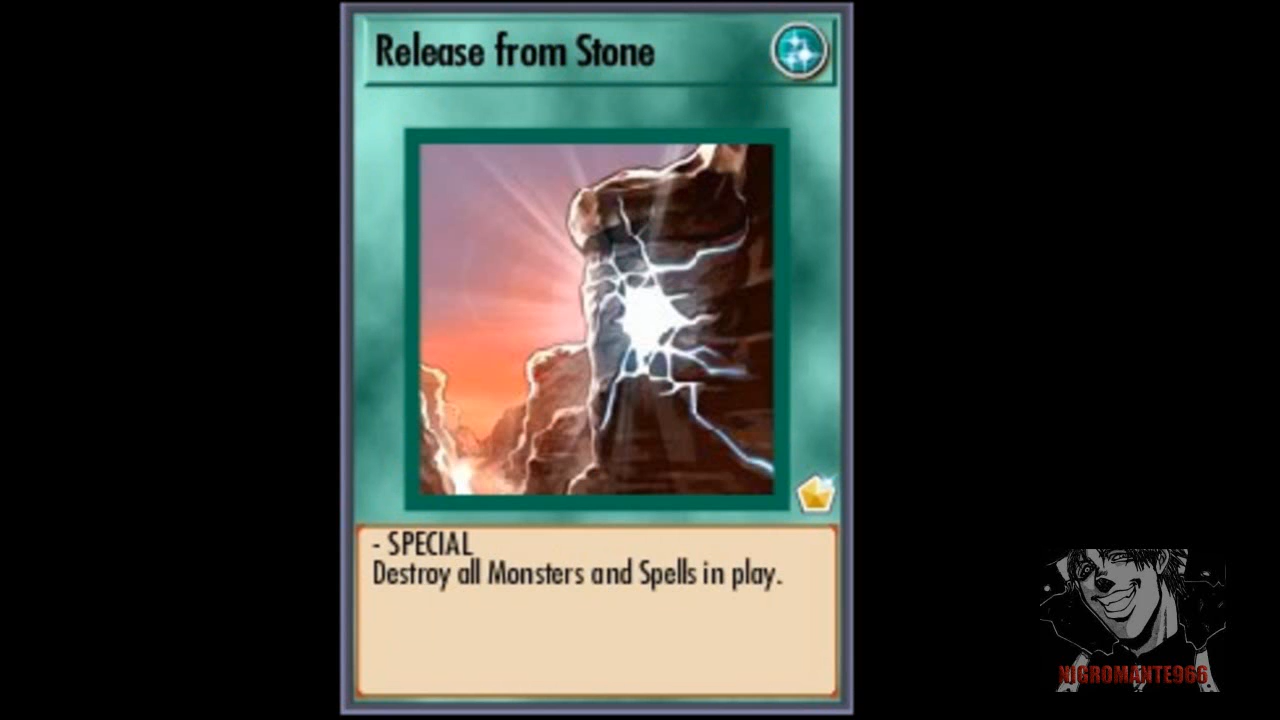 Release from Stone
- SPECIAL
Destroy all Monsters and Spells in play.
NIGROMANTE966